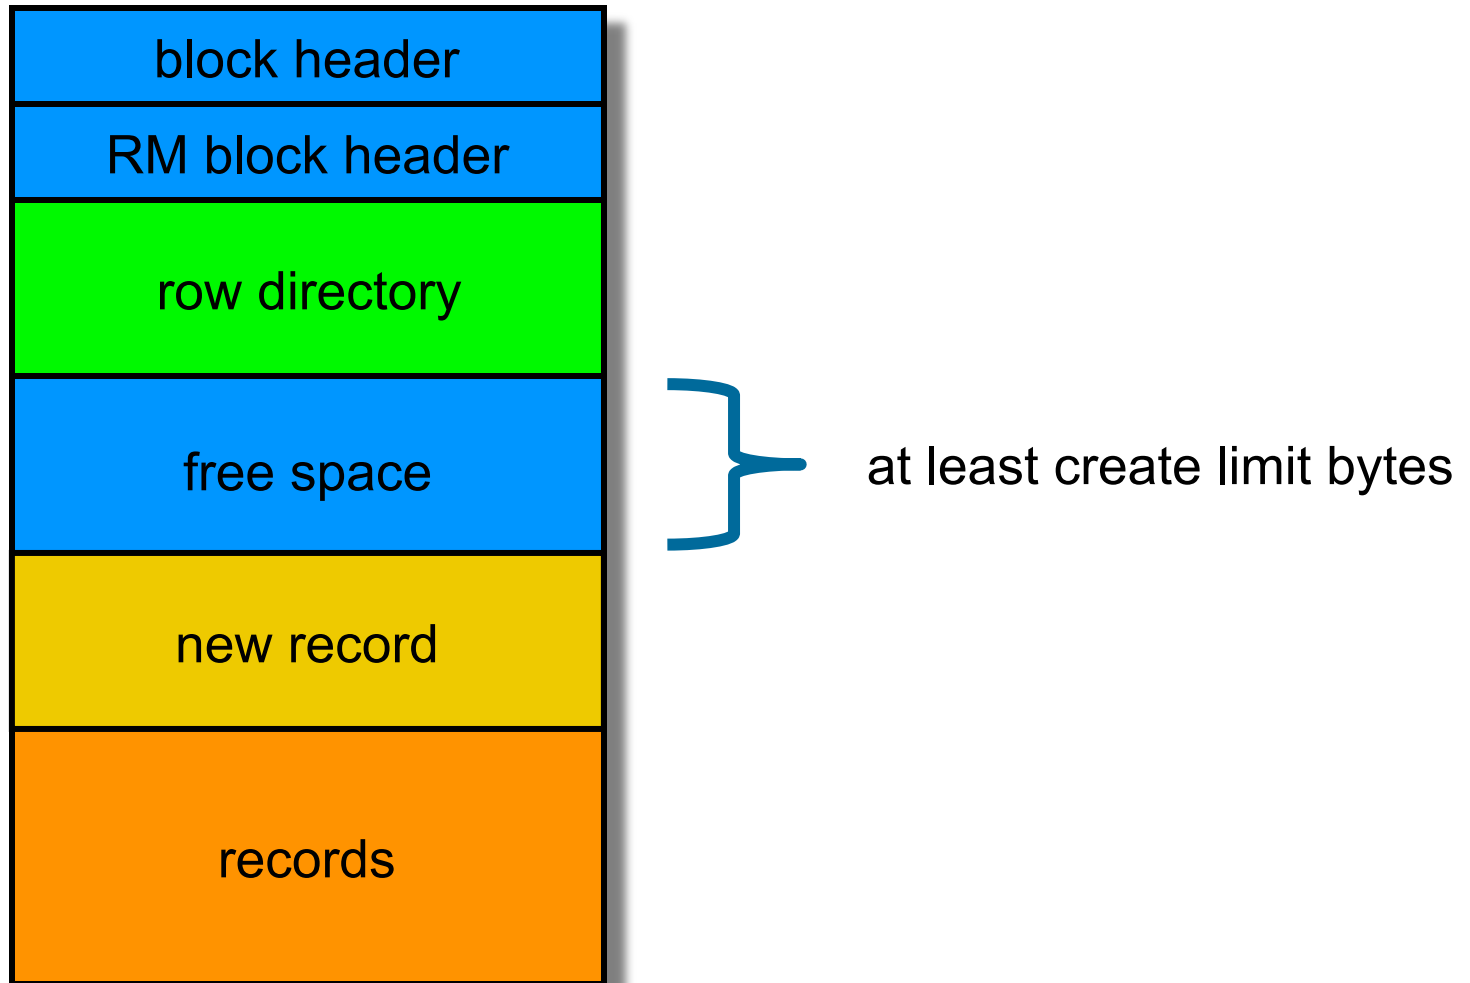 block header
RM block header
row directory
free space
at least create limit bytes
new record
records